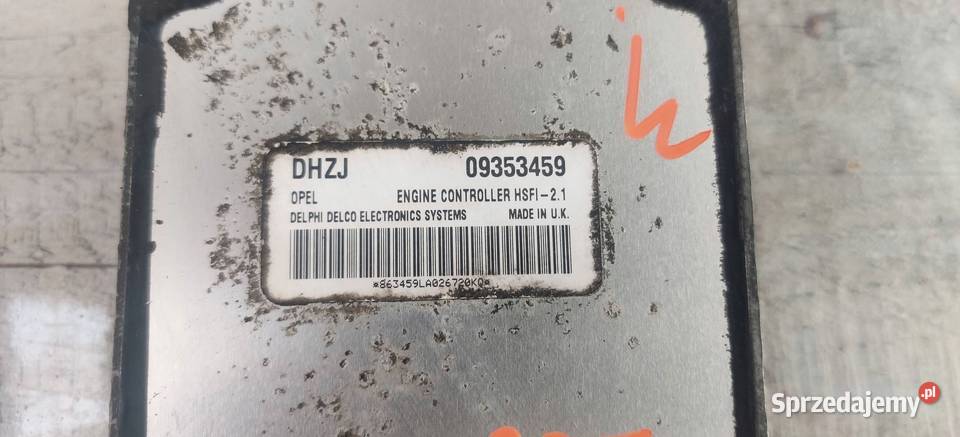 DHZJ 09353459
OPEL ENGINE CONTROLLER HSFI-2.1
DELPHI DELCO ELECTRONICS SYSTEMS MADE IN U.K.
*863459LA026720KQ*
Sprzedajemy.pl